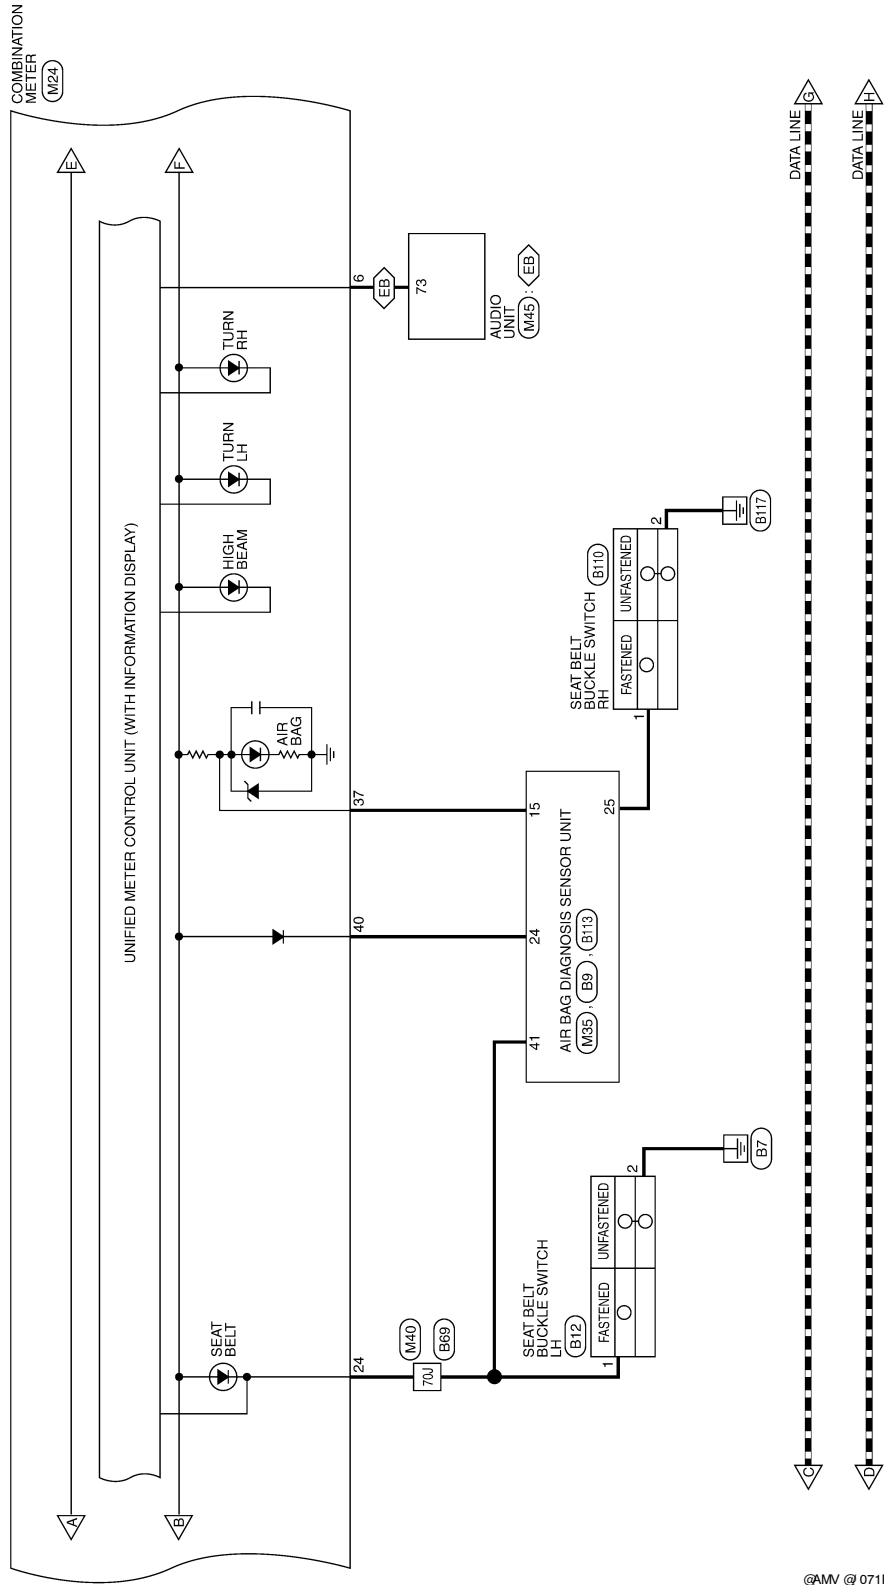 COMBINATION
METER
M24
A
E
B
F
UNIFIED METER CONTROL UNIT (WITH INFORMATION DISPLAY)
SEAT
BELT
AIR
BAG
HIGH
BEAM
TURN
LH
TURN
RH
24
40
37
6
M40
70J
B69
EB
73
AUDIO
UNIT
M45 : EB
41
24
15
AIR BAG DIAGNOSIS SENSOR UNIT
M35 , B9 , B113
25
SEAT BELT
BUCKLE SWITCH
LH
B12
FASTENED
UNFASTENED
1
2
B7
SEAT BELT
BUCKLE SWITCH
RH
B110
FASTENED
UNFASTENED
1
2
B117
C
DATA LINE
G
D
DATA LINE
H